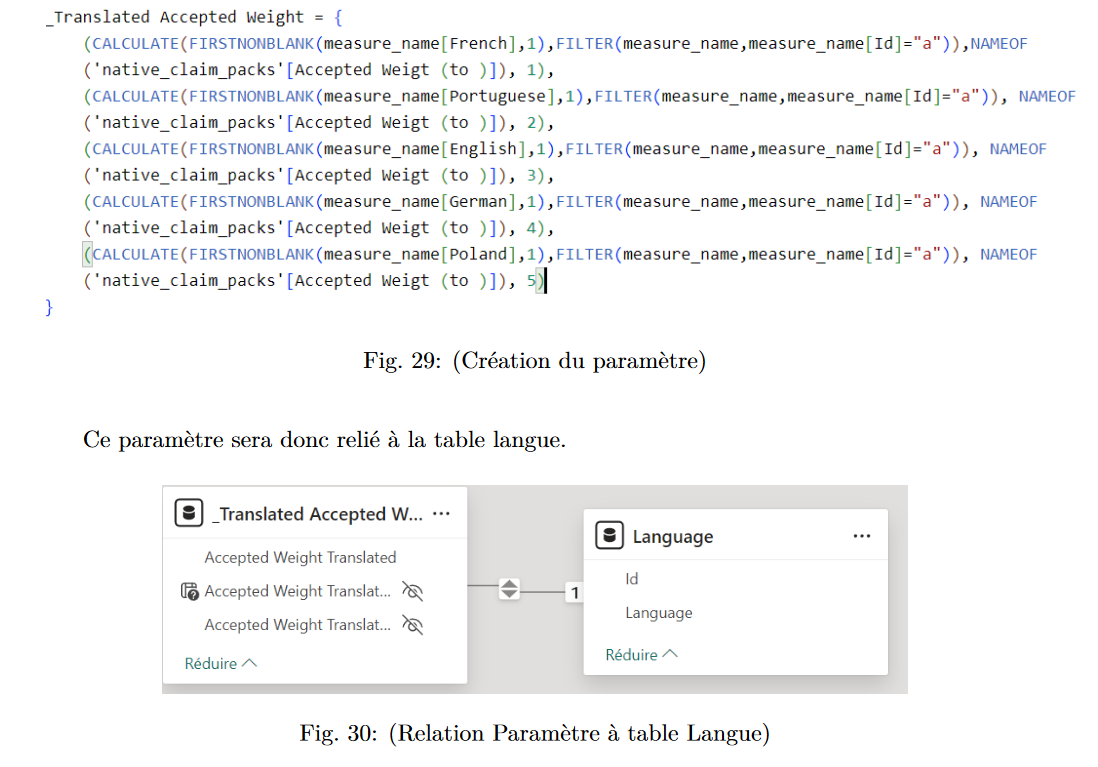 _Translated Accepted Weight = {
(CALCULATE(FIRSTNONBLANK(measure_name[French],1),FILTER(measure_name,measure_name[Id]="a")),NAMEOF
('native_claim_packs'[Accepted Weigt (to )]), 1),
(CALCULATE(FIRSTNONBLANK(measure_name[Portuguese],1),FILTER(measure_name,measure_name[Id]="a")), NAMEOF
('native_claim_packs'[Accepted Weigt (to )]), 2),
(CALCULATE(FIRSTNONBLANK(measure_name[English],1),FILTER(measure_name,measure_name[Id]="a")), NAMEOF
('native_claim_packs'[Accepted Weigt (to )]), 3),
(CALCULATE(FIRSTNONBLANK(measure_name[German],1),FILTER(measure_name,measure_name[Id]="a")), NAMEOF
('native_claim_packs'[Accepted Weigt (to )]), 4),
(CALCULATE(FIRSTNONBLANK(measure_name[Poland],1),FILTER(measure_name,measure_name[Id]="a")), NAMEOF
('native_claim_packs'[Accepted Weigt (to )]), 5)
}
Fig. 29: (Création du paramètre)
Ce paramètre sera donc relié à la table langue.
_Translated Accepted W... ...
Accepted Weight Translated
Accepted Weight Translat...
Accepted Weight Translat...
Réduire
1
Language ...
Id
Language
Réduire
Fig. 30: (Relation Paramètre à table Langue)